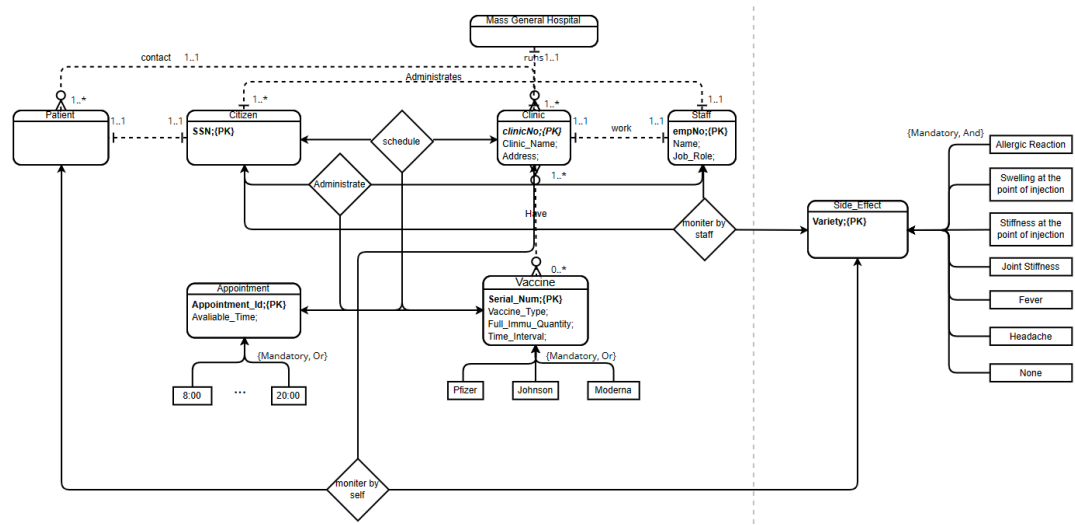 Mass General Hospital
contact 1..1
runs 1..1
Administrates
1..*
1..*
1..*
1..1
Patient
Citizen
Clinic
Staff
1..1
1..1
SSN;{PK}
schedule
clinicNo;{PK}
Clinic_Name;
Address;
1..1
work
1..1
empNo;{PK}
Name;
Job_Role;
{Mandatory, And}
Allergic Reaction
Swelling at the
point of injection
Stiffness at the
point of injection
Joint Stiffness
Fever
Headache
None
Administrate
1..*
Have
moniter by
staff
Side_Effect
Variety;{PK}
0..*
Appointment
Appointment_Id;{PK}
Avaliable_Time;
Vaccine
Serial_Num;{PK}
Vaccine_Type;
Full_Immu_Quantity;
Time_Interval;
{Mandatory, Or}
{Mandatory, Or}
8:00
...
20:00
Pfizer
Johnson
Moderna
moniter by
self